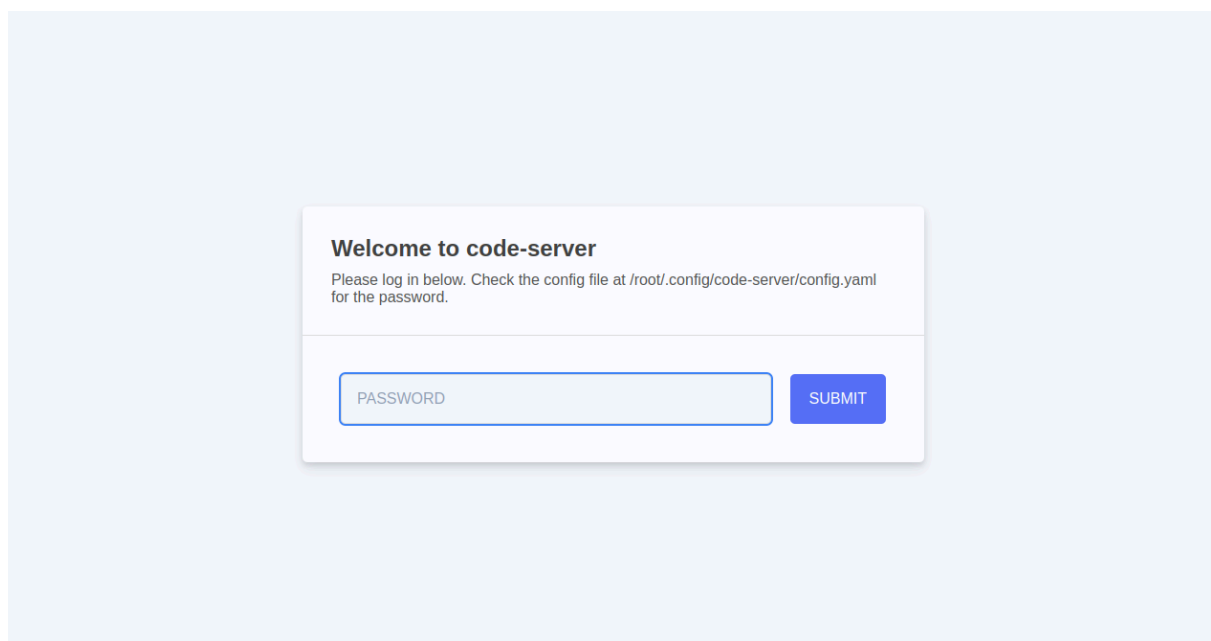 Welcome to code-server
Please log in below. Check the config file at /root/.config/code-server/config.yaml
for the password.
PASSWORD
SUBMIT